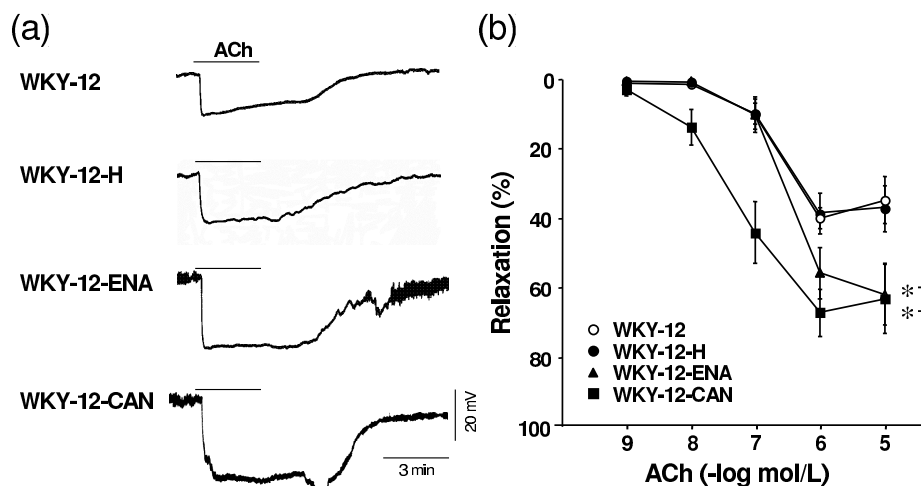 (a)
ACh
WKY-12
WKY-12-H
WKY-12-ENA
WKY-12-CAN
20 mV
3 min
(b)
0
20
40
60
80
100
Relaxation (%)
*
*
WKY-12
WKY-12-H
WKY-12-ENA
WKY-12-CAN
9 8 7 6 5
ACh (-log mol/L)